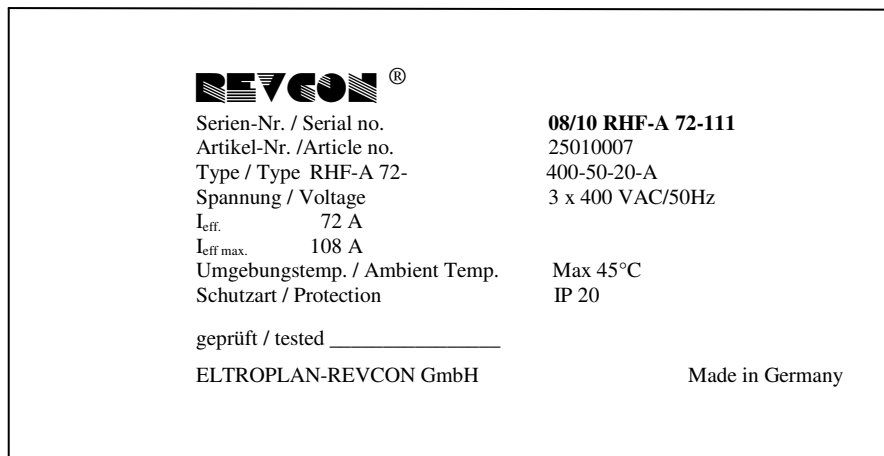 REVCON ®
Serien-Nr. / Serial no. 08/10 RHF-A 72-111
Artikel-Nr. /Article no. 25010007
Type / Type RHF-A 72- 400-50-20-A
Spannung / Voltage 3 x 400 VAC/50Hz
Ieff. 72 A
Ieff max. 108 A
Umgebungstemp. / Ambient Temp. Max 45°C
Schutzart / Protection IP 20
geprüft / tested ________________
ELTROPLAN-REVCON GmbH Made in Germany